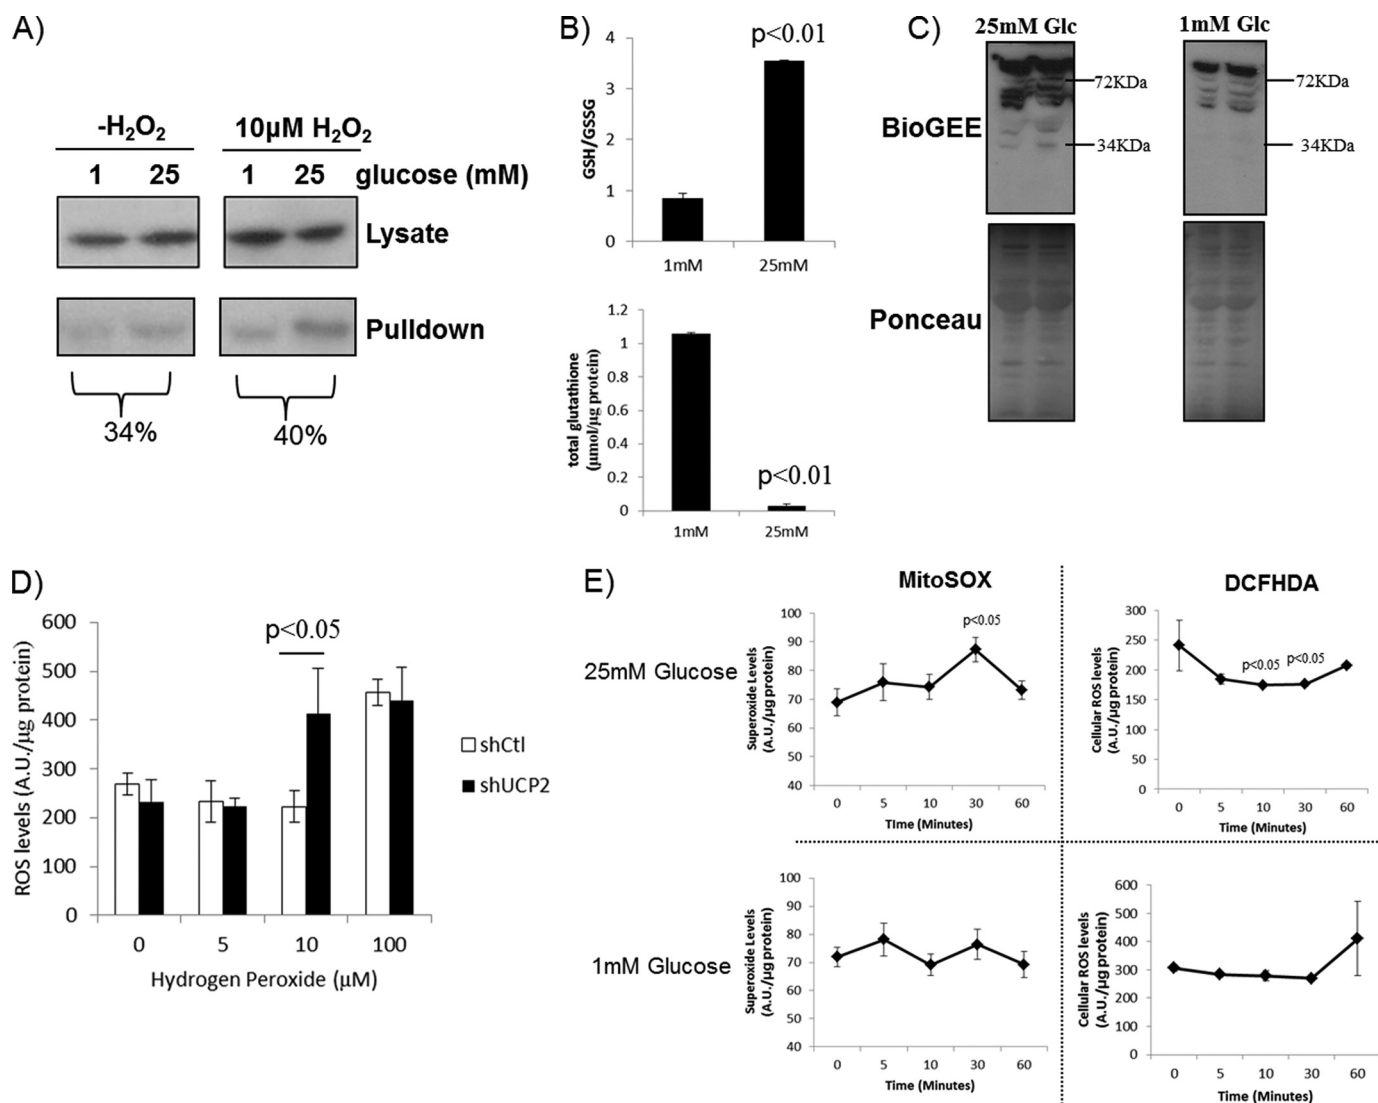 A)
-H₂O₂
10µM H₂O₂
1 25 1 25 glucose (mM)
Lysate
Pulldown
34% 40%
B)
p<0.01
4
3
2
1
0
GSH/GSSG
1mM 25mM
1.2
1
0.8
0.6
0.4
0.2
0
total glutathione
(µmol/µg protein)
p<0.01
1mM 25mM
C)
25mM Glc 1mM Glc
BioGEE
72KDa 72KDa
34KDa 34KDa
Ponceau
D)
600
500
400
300
200
100
0
ROS levels (A.U./µg protein)
p<0.05
shCtl
shUCP2
0 5 10 100
Hydrogen Peroxide (µM)
E)
MitoSOX DCFHDA
25mM Glucose
100
90
80
70
60
50
40
Superoxide Levels
(A.U./µg protein)
p<0.05
0 5 10 30 60
TIme (Minutes)
300
250
200
150
100
50
0
Cellular ROS levels
(A.U./µg protein)
p<0.05 p<0.05
0 5 10 30 60
Time (Minutes)
1mM Glucose
100
90
80
70
60
50
40
Superoxide Levels
(A.U./µg protein)
0 5 10 30 60
Time (Minutes)
600
500
400
300
200
100
0
Cellular ROS levels
(A.U./µg protein)
0 5 10 30 60
Time (Minutes)